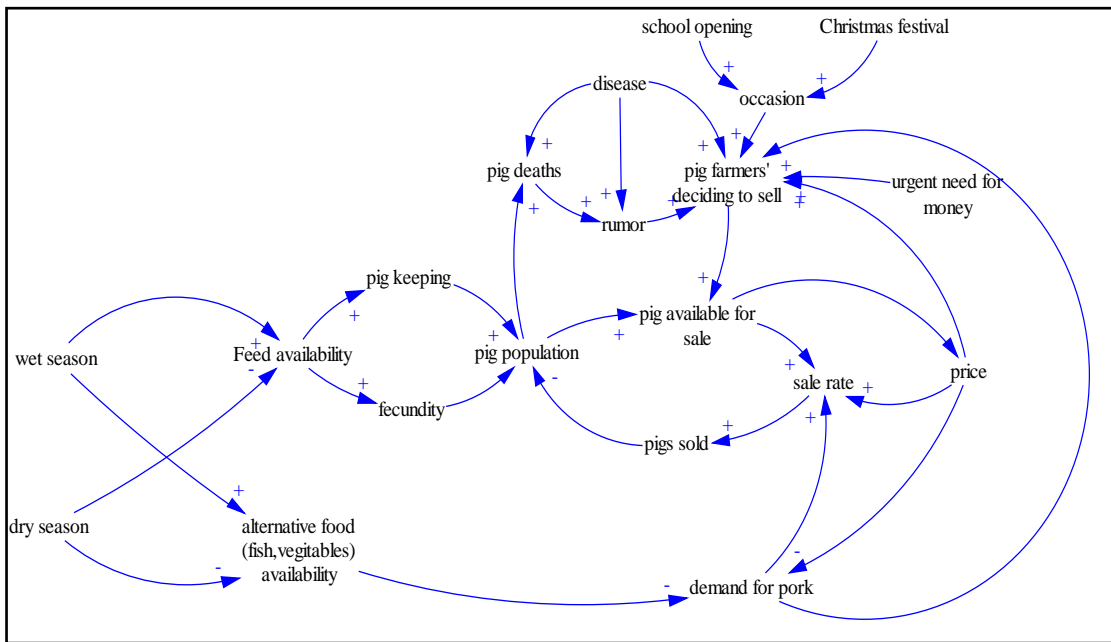 school opening
Christmas festival
+
+
disease
occasion
+
+
+
pig deaths
pig farmers'
deciding to sell
+
urgent need for
money
+
+
+
-
+
+
rumor
pig keeping
+
+
pig available for
sale
+
+
wet season
+
-
Feed availability
pig population
+
-
+
sale rate
+
price
+
fecundity
+
+
pigs sold
+
dry season
alternative food
(fish,vegitables)
availability
-
-
-
demand for pork